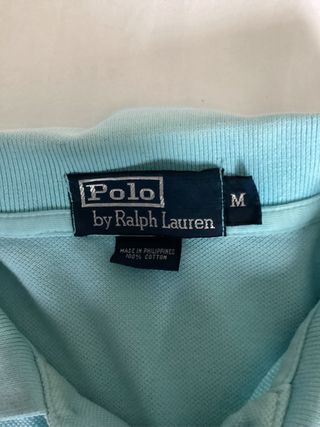 Polo
by Ralph Lauren
M
MADE IN PHILIPPINES
100% COTTON